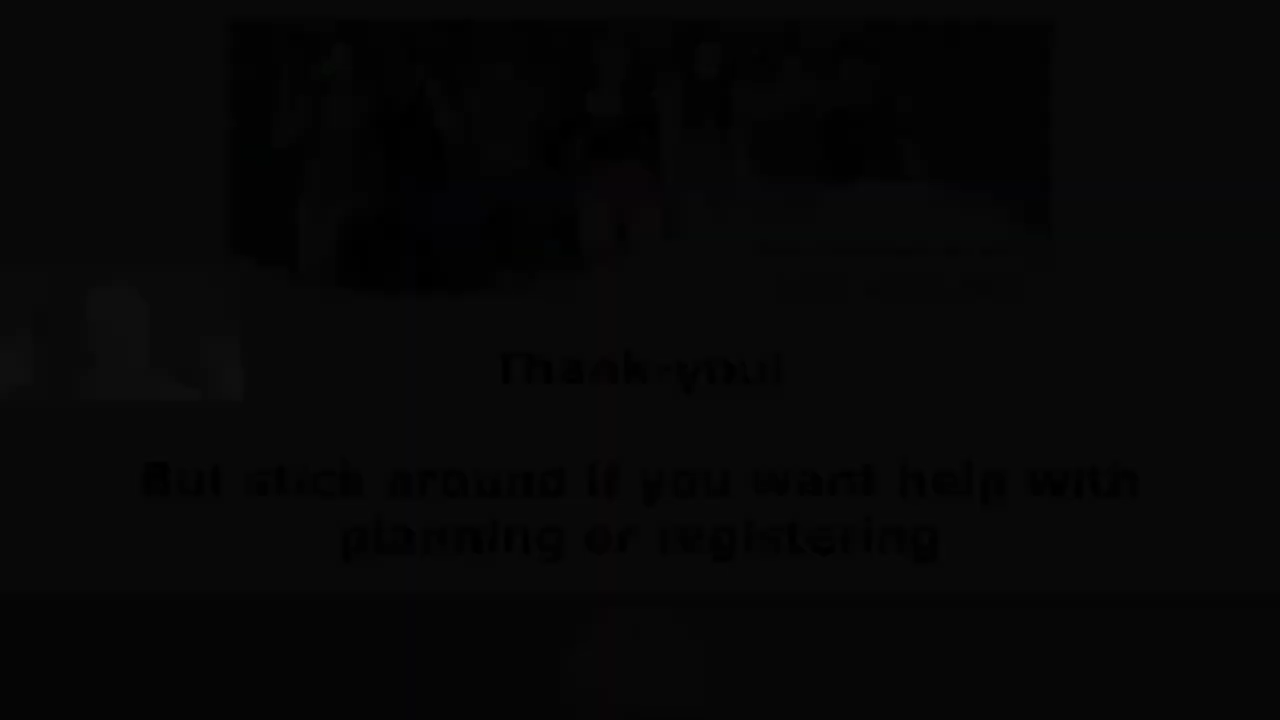 Thank-you!
But stick around if you want help with
planning or registering